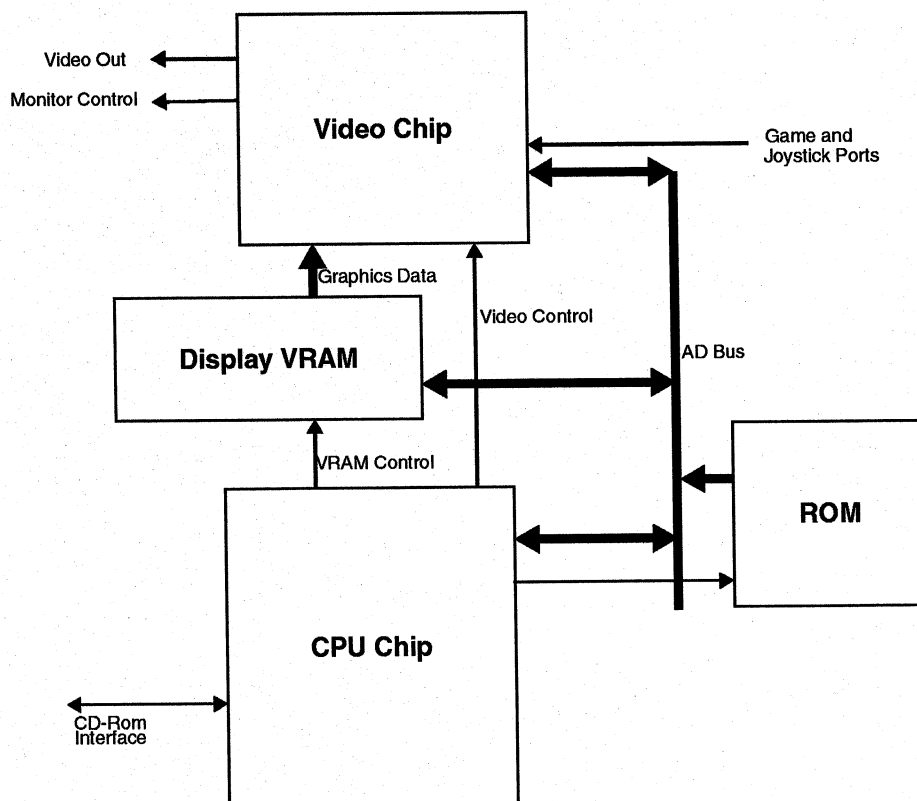 Video Out
Monitor Control
Video Chip
Game and
Joystick Ports
Graphics Data
Video Control
Display VRAM
AD Bus
VRAM Control
ROM
CPU Chip
CD-Rom
Interface